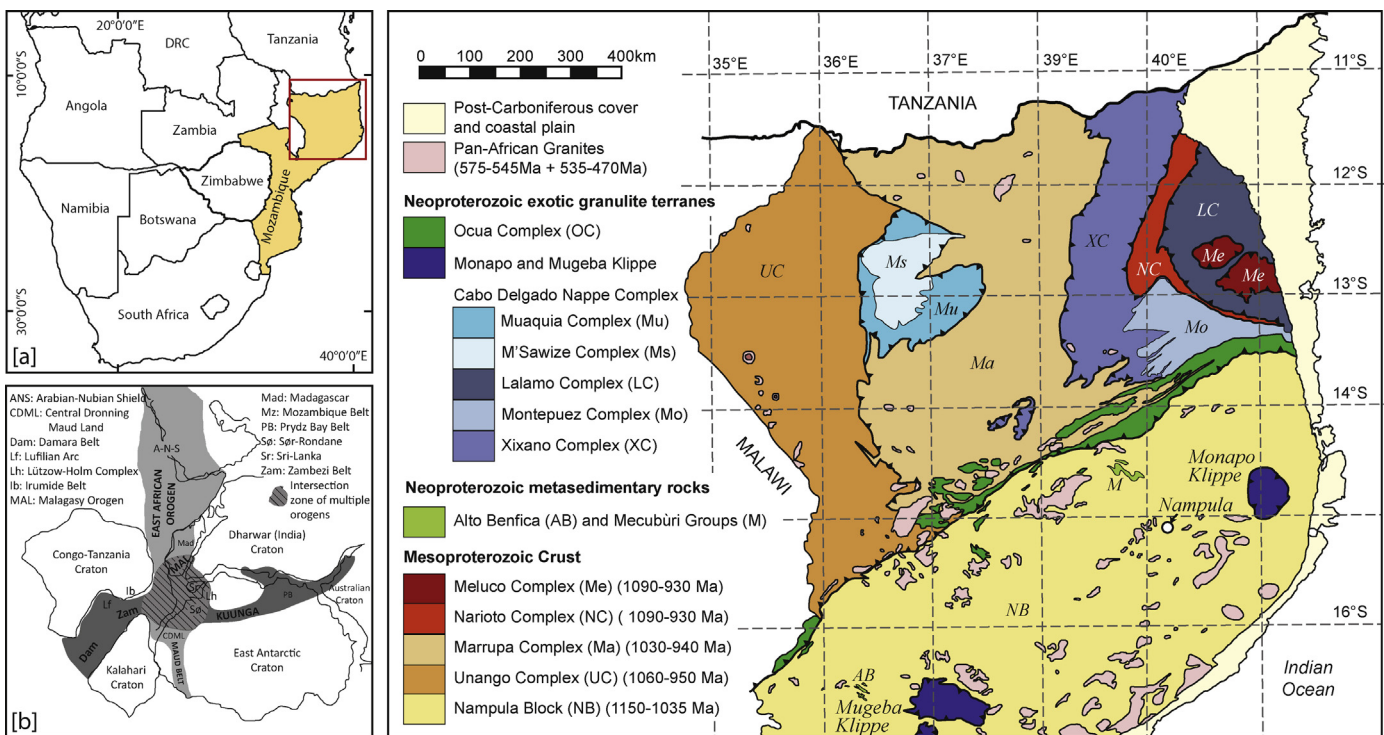 20°0'0"E
DRC
Tanzania
10°0'0"S
Angola
Zambia
Zimbabwe
Mozambique
Namibia
Botswana
30°0'0"S
South Africa
40°0'0"E
[a]
ANS: Arabian-Nubian Shield
CDML: Central Dronning
Maud Land
Dam: Damara Belt
Lf: Lufilian Arc
Lh: Lützow-Holm Complex
Ib: Irumide Belt
MAL: Malagasy Orogen
Mad: Madagascar
Mz: Mozambique Belt
PB: Prydz Bay Belt
Sø: Sør-Rondane
Sr: Sri-Lanka
Zam: Zambezi Belt
Intersection
zone of multiple
orogens
A-N-S
EAST AFRICAN
OROGEN
Mad
MAL
Dharwar (India)
Craton
Congo-Tanzania
Craton
Ib
Lf
Zam
Lh
Sø
PB
Australian
Craton
KUUNGA
Dam
CDML
MAUD BELT
Kalahari
Craton
East Antarctic
Craton
[b]
0 100 200 300 400km
Post-Carboniferous cover
and coastal plain
Pan-African Granites
(575-545Ma + 535-470Ma)
Neoproterozoic exotic granulite terranes
Ocua Complex (OC)
Monapo and Mugeba Klippe
Cabo Delgado Nappe Complex
Muaquia Complex (Mu)
M'Sawize Complex (Ms)
Lalamo Complex (LC)
Montepuez Complex (Mo)
Xixano Complex (XC)
Neoproterozoic metasedimentary rocks
Alto Benfica (AB) and Mecubùri Groups (M)
Mesoproterozoic Crust
Meluco Complex (Me) (1090-930 Ma)
Narioto Complex (NC) ( 1090-930 Ma)
Marrupa Complex (Ma) (1030-940 Ma)
Unango Complex (UC) (1060-950 Ma)
Nampula Block (NB) (1150-1035 Ma)
35°E
36°E
37°E
39°E
40°E
11°S
TANZANIA
12°S
LC
XC
Ms
Me
UC
NC
Me
13°S
Mu
Mo
Ma
14°S
MALAWI
Monapo
Klippe
M
Nampula
15°S
NB
16°S
AB
Mugeba
Klippe
Indian
Ocean